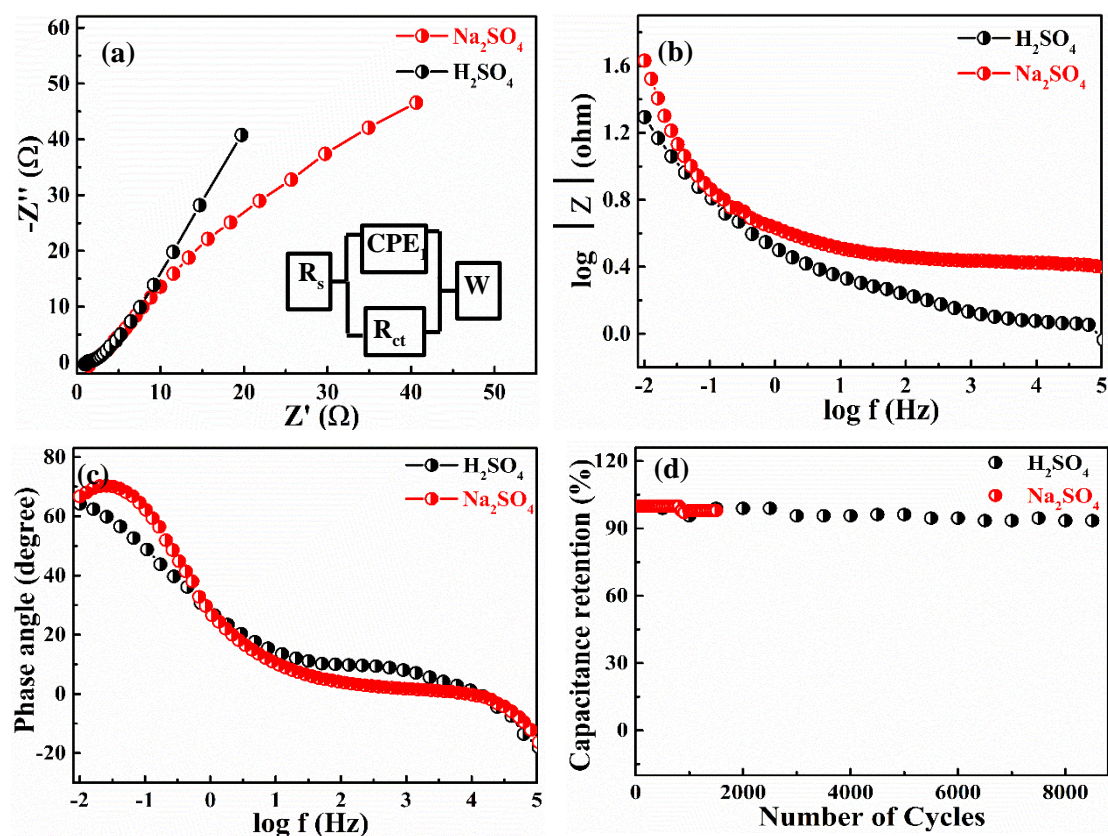 (a)
Na₂SO₄
H₂SO₄
-Z'' (Ω)
-60
-50
40
30
20
10
0
R_s
CPE_1
R_ct
W
0 10 20 30 40 50
Z' (Ω)
(b)
H₂SO₄
Na₂SO₄
log |Z| (ohm)
1.6
1.2
0.8
0.4
0.0
-2 -1 0 1 2 3 4 5
log f (Hz)
(c)
H₂SO₄
Na₂SO₄
Phase angle (degree)
80
60
40
20
0
-20
-2 -1 0 1 2 3 4 5
log f (Hz)
(d)
H₂SO₄
Na₂SO₄
Capacitance retention (%)
120
90
60
30
0
0 2000 4000 6000 8000
Number of Cycles